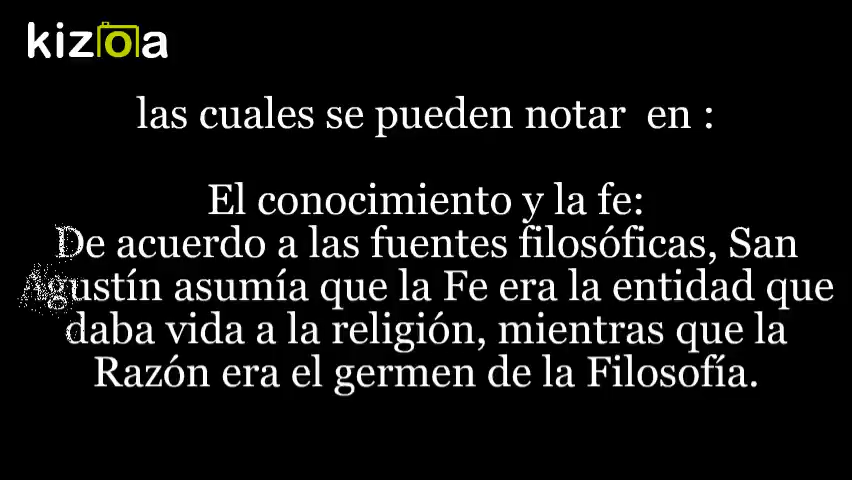 kizoa
las cuales se pueden notar  en :
El conocimiento y la fe:
De acuerdo a las fuentes filosóficas, San
Agustín asumía que la Fe era la entidad que
daba vida a la religión, mientras que la
Razón era el germen de la Filosofía.